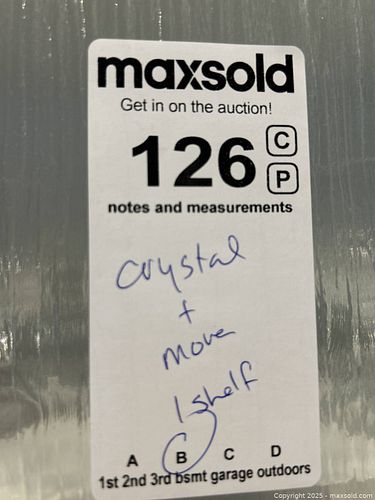 maxsold
Get in on the auction!
126 C
P
notes and measurements
crystal
+
more
1 shelf
A B C D
1st 2nd 3rd bsmt garage outdoors
Copyright 2025 - maxsold.com